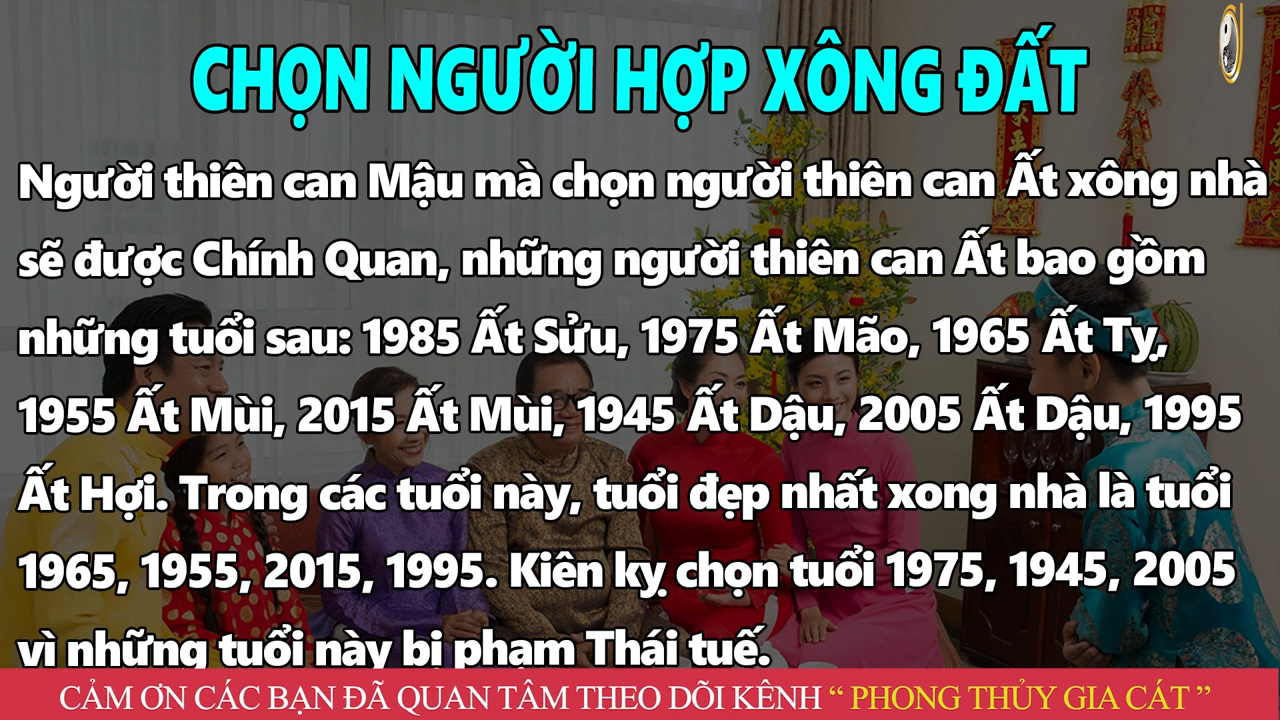 CHỌN NGƯỜI HỢP XÔNG ĐẤT
Người thiên can Mậu mà chọn người thiên can Ất xông nhà
sẽ được Chính Quan, những người thiên can Ất bao gồm
những tuổi sau: 1985 Ất Sửu, 1975 Ất Mão, 1965 Ất Tỵ,
1955 Ất Mùi, 2015 Ất Mùi, 1945 Ất Dậu, 2005 Ất Dậu, 1995
Ất Hợi. Trong các tuổi này, tuổi đẹp nhất xong nhà là tuổi
1965, 1955, 2015, 1995. Kiên kỵ chọn tuổi 1975, 1945, 2005
vì những tuổi này bị phạm Thái tuế.
CẢM ƠN CÁC BẠN ĐÃ QUAN TÂM THEO DÕI KÊNH “ PHONG THỦY GIA CÁT ”